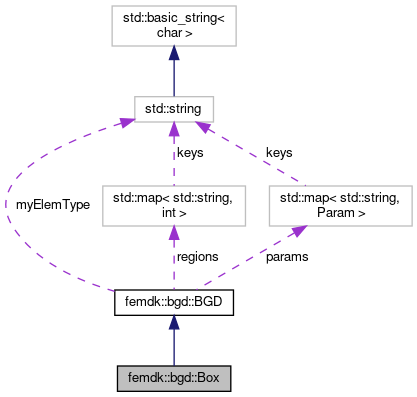 std::basic_string<
char >
std::string
keys
keys
std::map< std::string,
int >
std::map< std::string,
Param >
myElemType
regions
params
femdk::bgd::BGD
femdk::bgd::Box